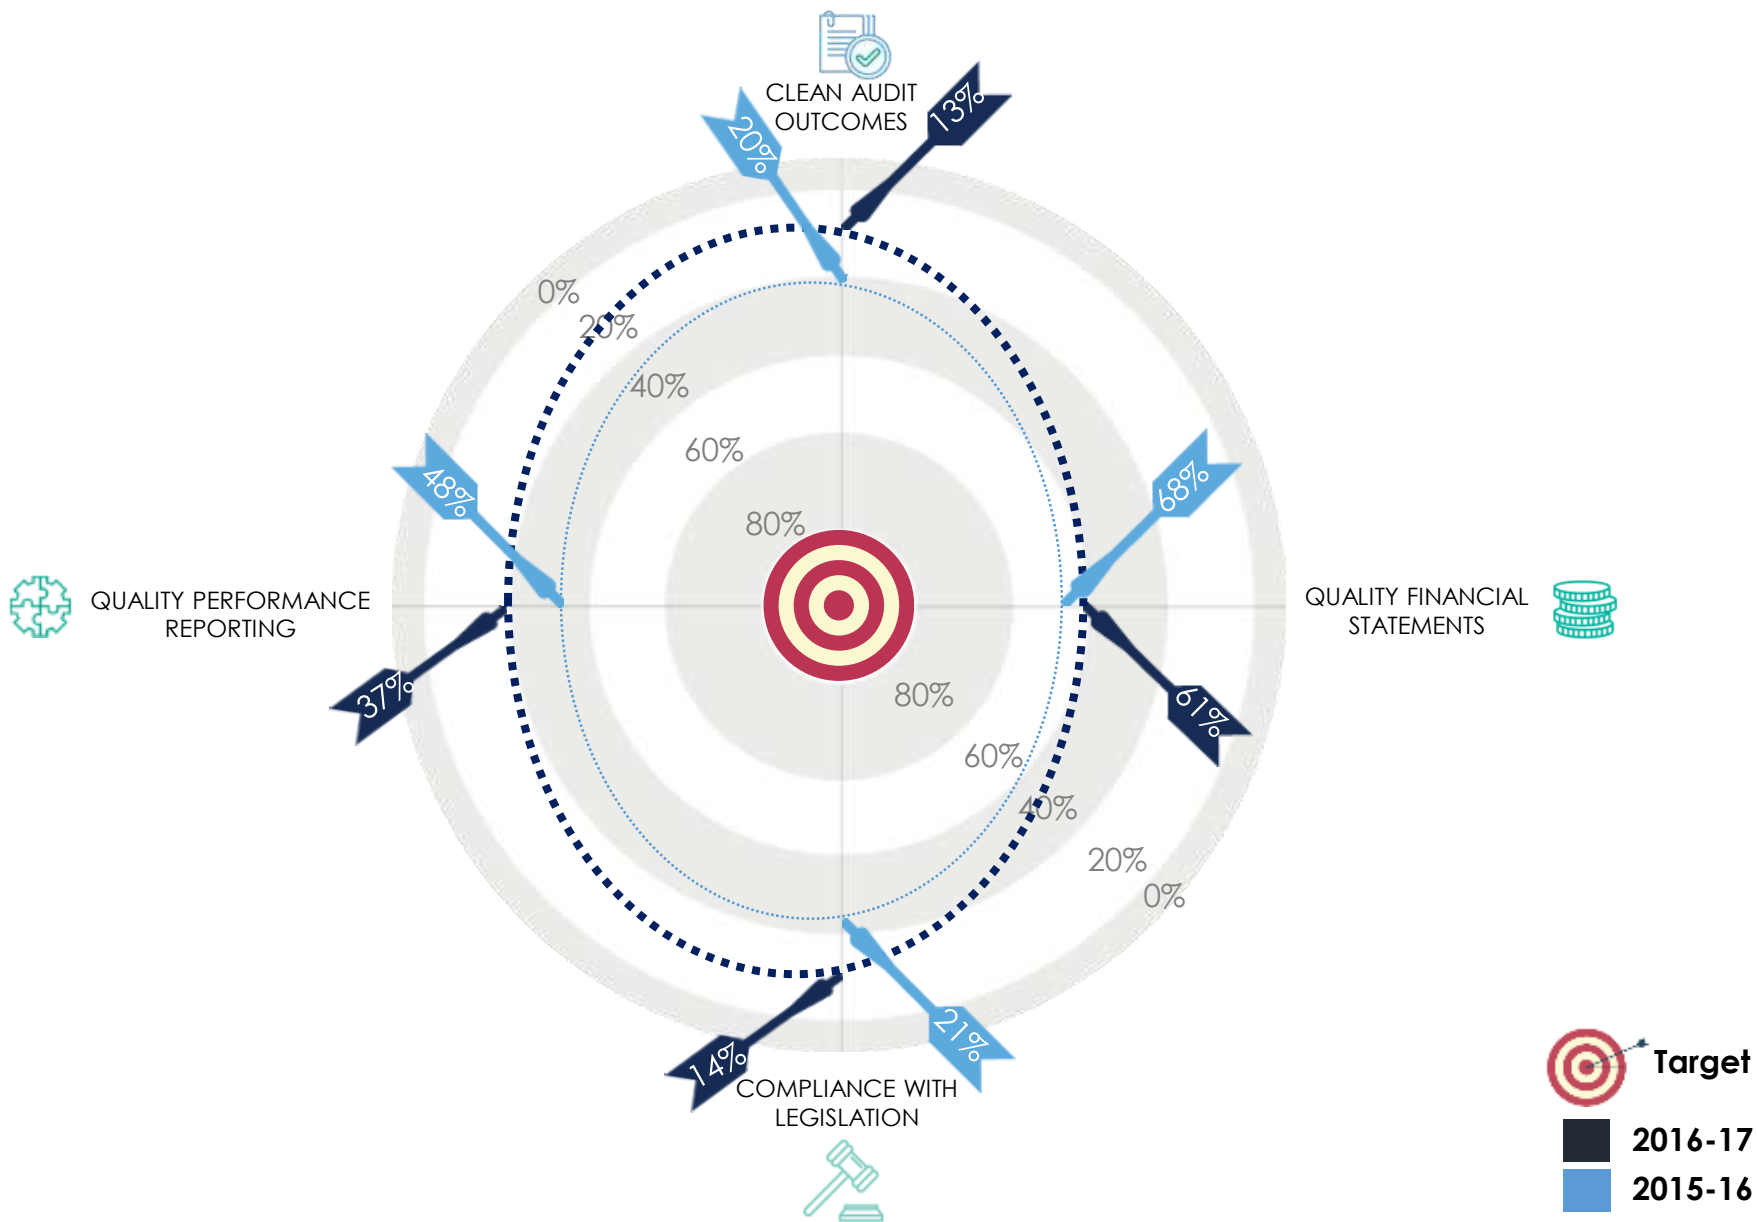 CLEAN AUDIT
OUTCOMES
13%
20%
0%
20%
40%
60%
80%
48%
68%
QUALITY PERFORMANCE
REPORTING
QUALITY FINANCIAL
STATEMENTS
37%
61%
80%
60%
40%
20%
0%
21%
14%
COMPLIANCE WITH
LEGISLATION
Target
2016-17
2015-16